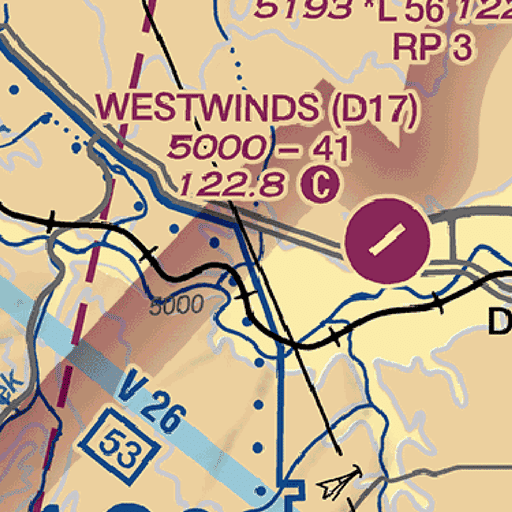 5193 *L 56 122
RP 3
WESTWINDS (D17)
5000 – 41
122.8 C
5000
V 26
53
D